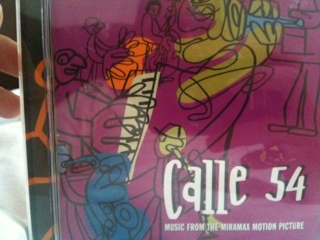 Calle 54
MUSIC FROM THE MIRAMAX MOTION PICTURE